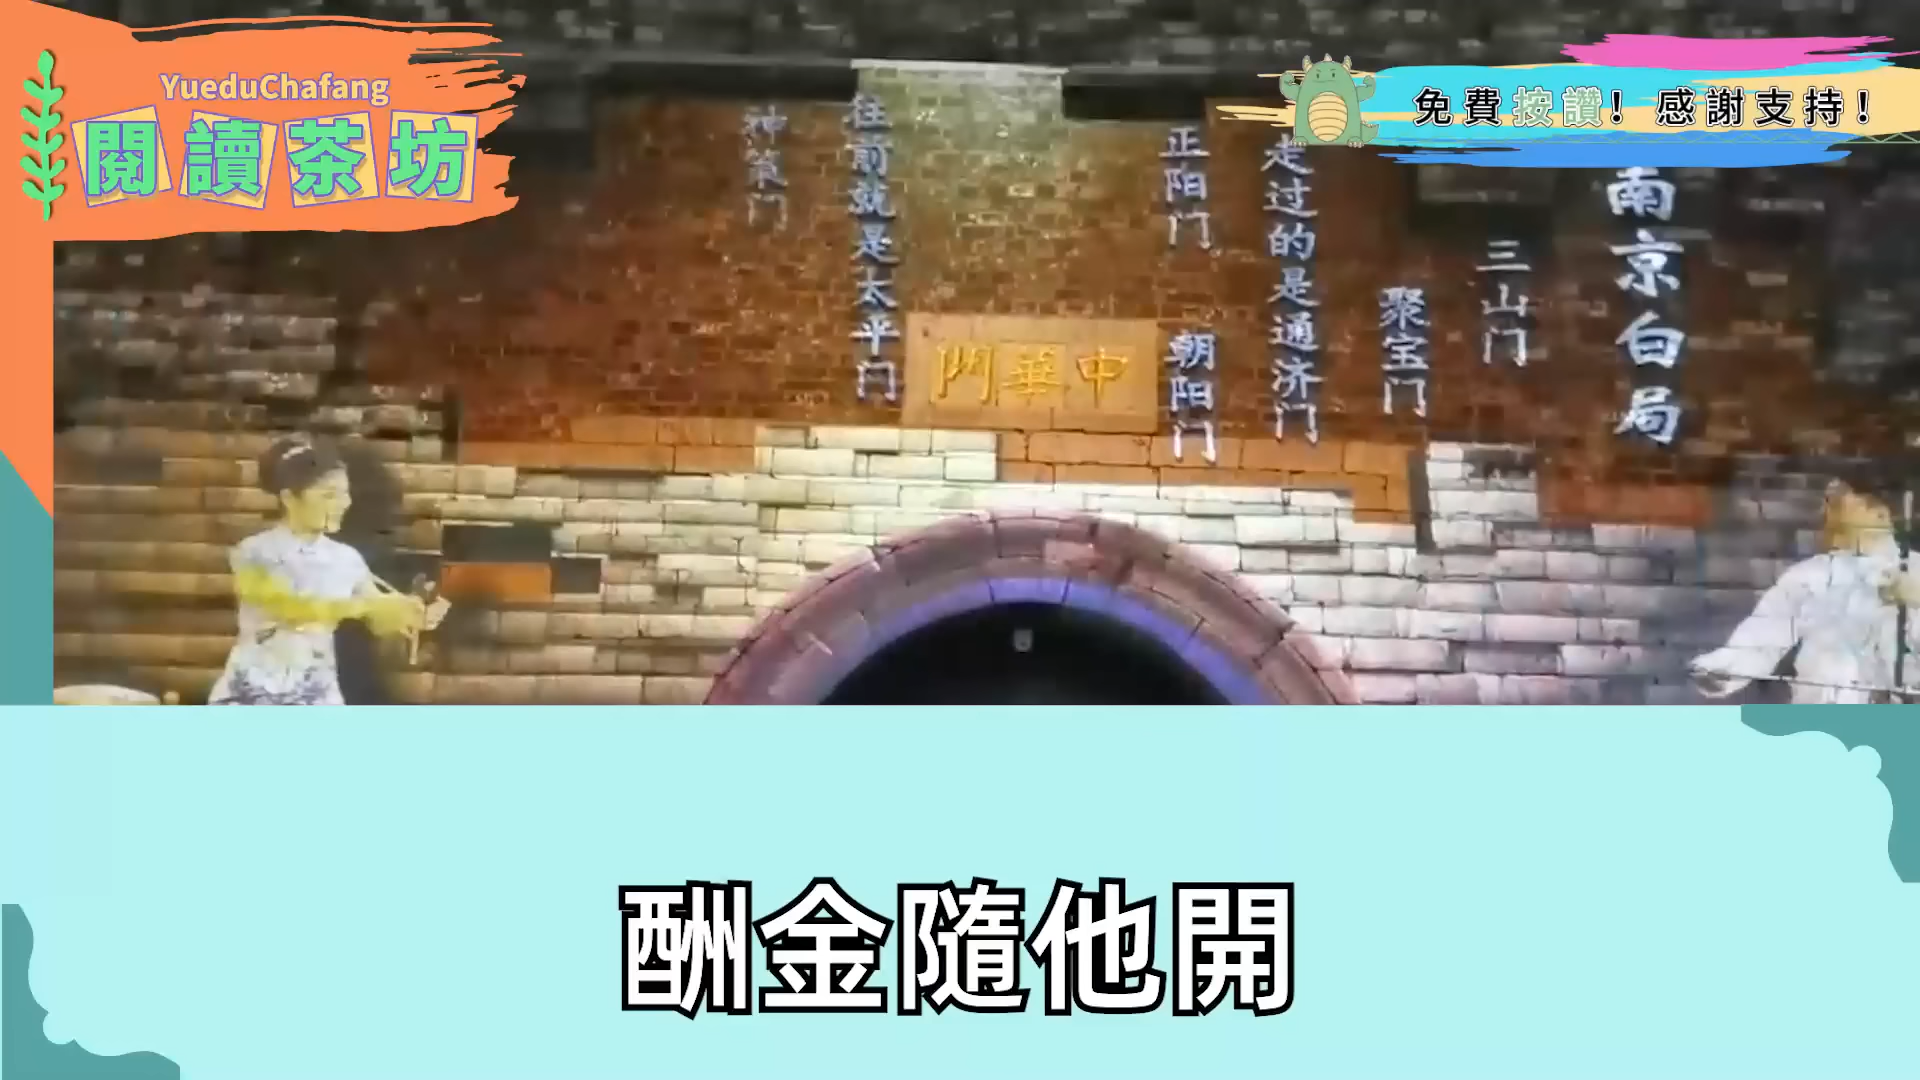 YueduChafang
閱讀茶坊
免費按讚！感謝支持！
南京白局
三山门
聚宝门
走过的是通济门
正阳门
朝阳门
往前就是太平门
神策门
中華門
酬金隨他開